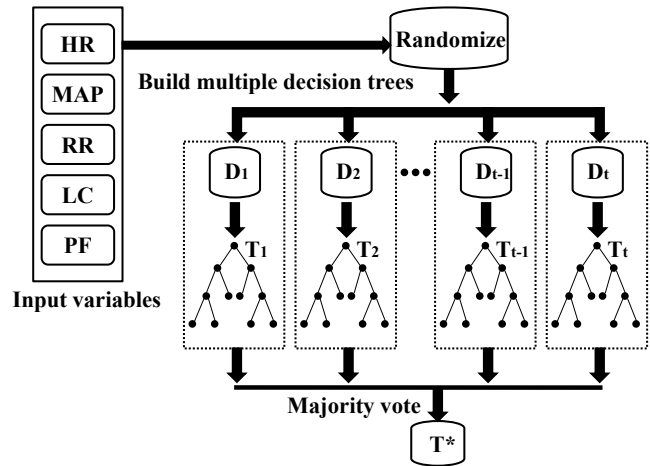 HR
MAP
RR
LC
PF
Input variables
Randomize
Build multiple decision trees
D1
D2
Dt-1
Dt
T1
T2
Tt-1
Tt
Majority vote
T*